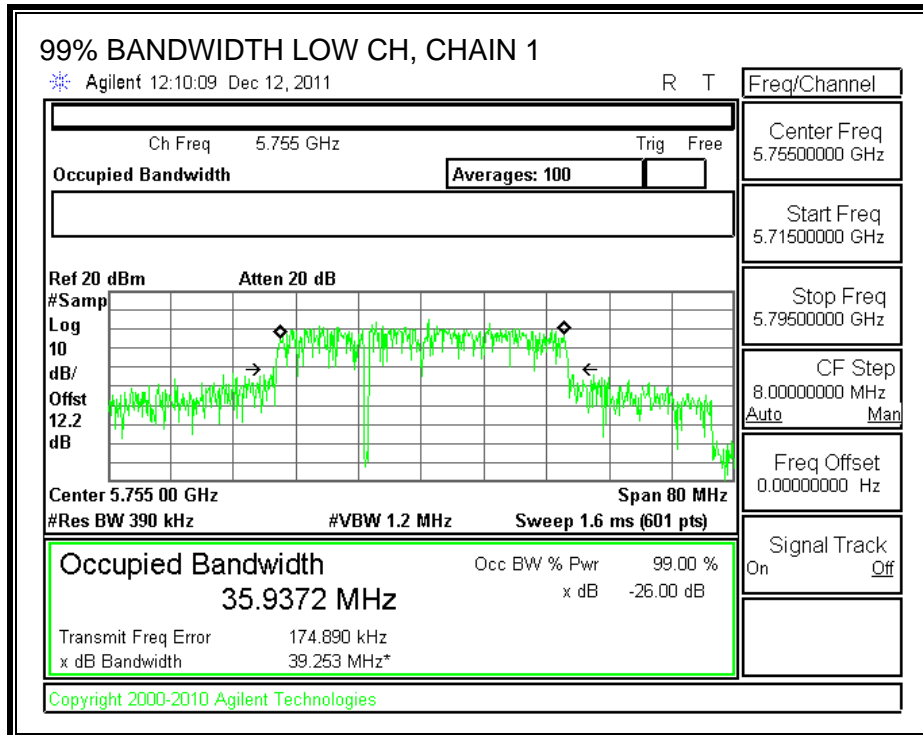 99% BANDWIDTH LOW CH, CHAIN 1
Agilent 12:10:09 Dec 12, 2011 R T
Freq/Channel
Ch Freq 5.755 GHz Trig Free
Occupied Bandwidth Averages: 100
Center Freq
5.75500000 GHz
Start Freq
5.71500000 GHz
Stop Freq
5.79500000 GHz
CF Step
8.00000000 MHz
Auto Man
Freq Offset
0.00000000 Hz
Signal Track
On Off
Ref 20 dBm Atten 20 dB
#Samp
Log
10
dB/
Offst
12.2
dB
Center 5.755 00 GHz Span 80 MHz
#Res BW 390 kHz #VBW 1.2 MHz Sweep 1.6 ms (601 pts)
Occupied Bandwidth Occ BW % Pwr 99.00 %
35.9372 MHz x dB -26.00 dB
Transmit Freq Error 174.890 kHz
x dB Bandwidth 39.253 MHz*
Copyright 2000-2010 Agilent Technologies